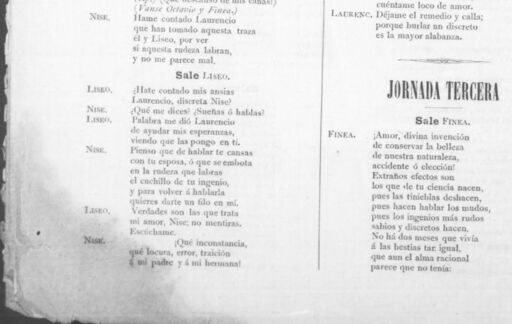 (Vanse Octavio y Finea.)
NISE. Hame contado Laurencio
que han tomado aquesta traza
él y Liseo, por ver
si aquesta rudeza labran,
y no me parece mal.
Sale LISEO.
LISEO. ¿Hate contado mis ansias
Laurencio, discreta Nise?
NISE. ¿Qué me dices? ¿Sueñas ó hablas?
LISEO. Palabra me dió Laurencio
de ayudar mis esperanzas,
viendo que las pongo en tí.
NISE. Pienso que de hablar te cansas
con tu esposa, ó que se embota
en la rudeza que labras
el cuchillo de tu ingenio,
y para volver á hablarla
quieres darte un filo en mí.
LISEO. Verdades son las que trata
mi amor, Nise; no mentiras.
Escúchame.
NISE. ¡Qué inconstancia,
qué locura, error, traición
á mi padre y á mi hermana!
cuéntame loco de amor.
LAURENC. Déjame el remedio y calla;
porque burlar un discreto
es la mayor alabanza.
JORNADA TERCERA
Sale FINEA.
FINEA. ¡Amor, divina invención
de conservar la belleza
de nuestra naturaleza,
accidente ó elección!
Extraños efectos son
los que de tu ciencia nacen,
pues las tinieblas deshacen,
pues hacen hablar los mudos,
pues los ingenios más rudos
sabios y discretos hacen.
No há dos meses que vivía
á las bestias tan igual,
que aun el alma racional
parece que no tenía: